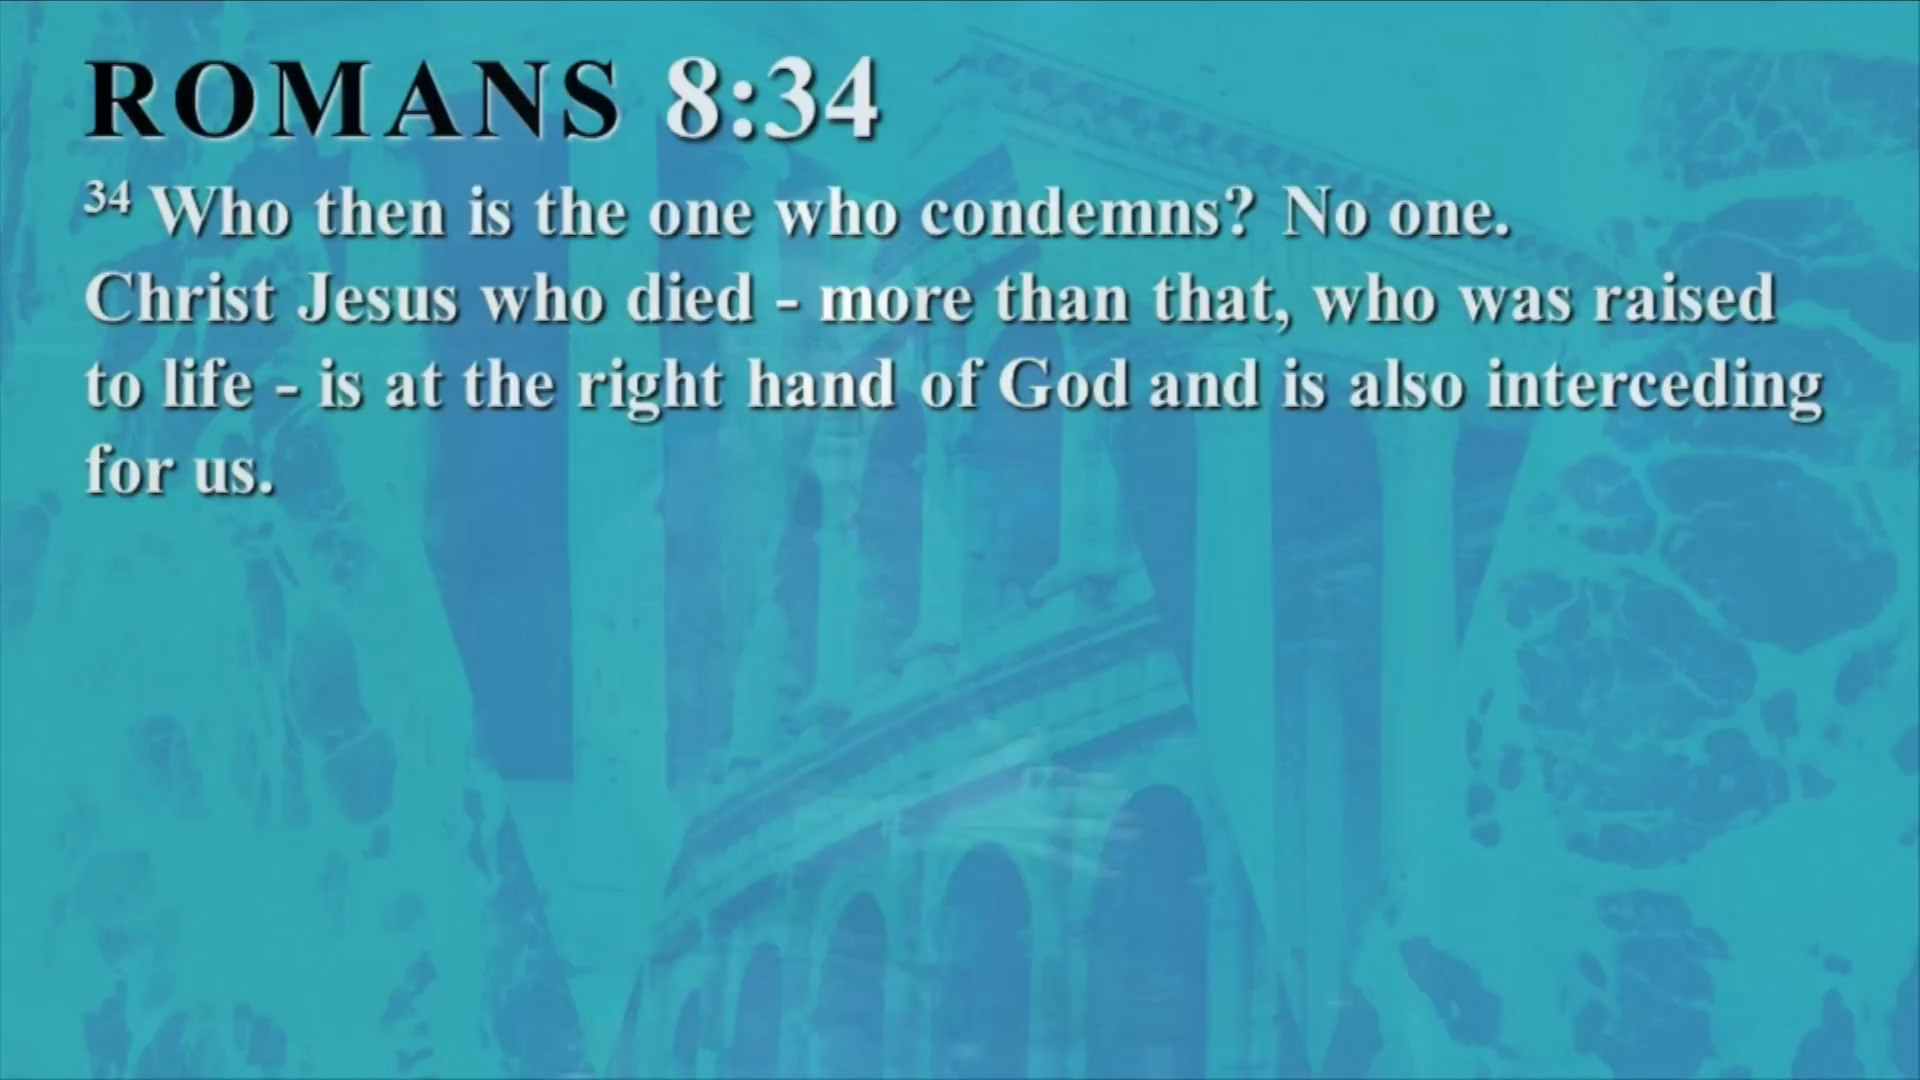 ROMANS 8:34
34 Who then is the one who condemns? No one.
Christ Jesus who died - more than that, who was raised
to life - is at the right hand of God and is also interceding
for us.